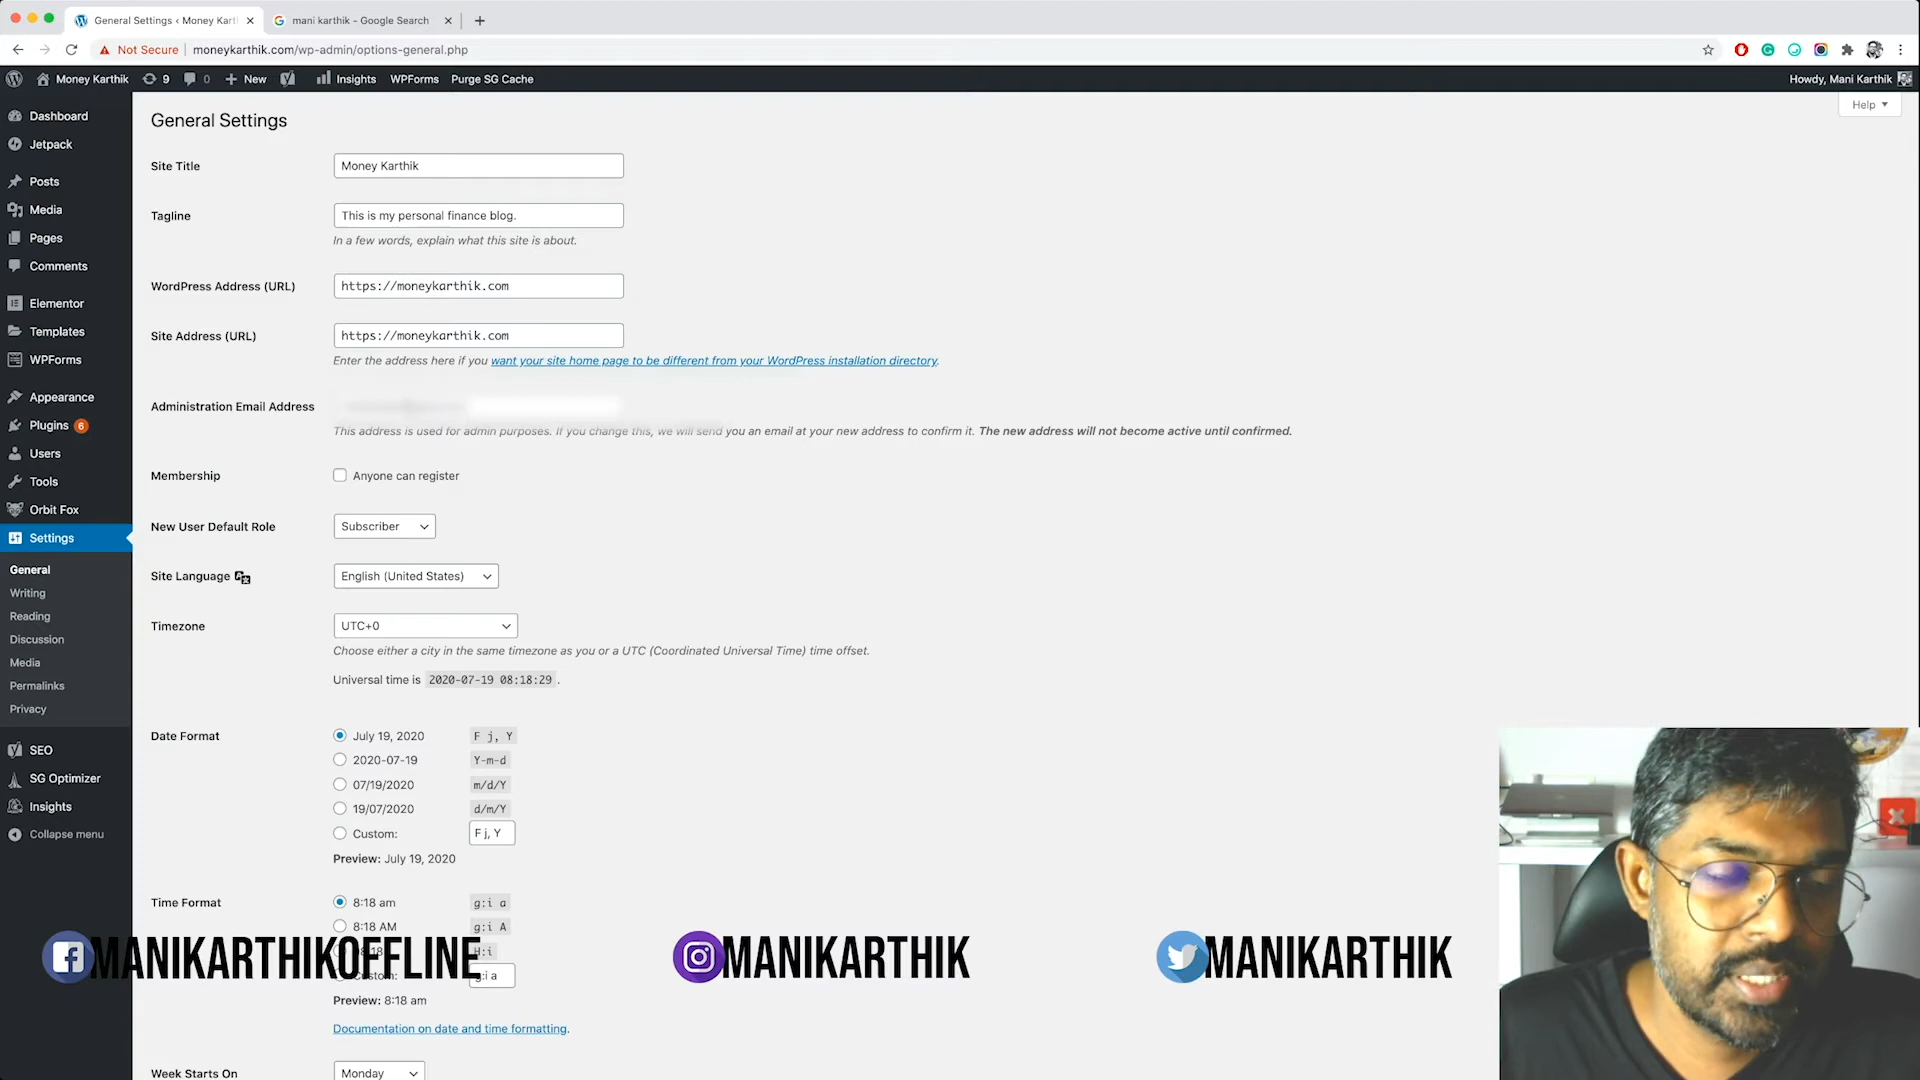 General Settings ‹ Money Kart
mani karthik - Google Search
Not Secure
moneykarthik.com/wp-admin/options-general.php
Money Karthik
9
0
New
Insights
WPForms
Purge SG Cache
Howdy, Mani Karthik
Help
Dashboard
Jetpack
Posts
Media
Pages
Comments
Elementor
Templates
WPForms
Appearance
Plugins 6
Users
Tools
Orbit Fox
Settings
General
Writing
Reading
Discussion
Media
Permalinks
Privacy
SEO
SG Optimizer
Insights
Collapse menu
General Settings
Site Title
Money Karthik
Tagline
This is my personal finance blog.
In a few words, explain what this site is about.
WordPress Address (URL)
https://moneykarthik.com
Site Address (URL)
https://moneykarthik.com
Enter the address here if you want your site home page to be different from your WordPress installation directory.
Administration Email Address
This address is used for admin purposes. If you change this, we will send you an email at your new address to confirm it. The new address will not become active until confirmed.
Membership
Anyone can register
New User Default Role
Subscriber
Site Language
English (United States)
Timezone
UTC+0
Choose either a city in the same timezone as you or a UTC (Coordinated Universal Time) time offset.
Universal time is 2020-07-19 08:18:29 .
Date Format
July 19, 2020 F j, Y
2020-07-19 Y-m-d
07/19/2020 m/d/Y
19/07/2020 d/m/Y
Custom: F j, Y
Preview: July 19, 2020
Time Format
8:18 am g:i a
8:18 AM g:i A
08:18 H:i
Custom: g:i a
Preview: 8:18 am
Documentation on date and time formatting.
Week Starts On
Monday
MANIKARTHIKOFFLINE
MANIKARTHIK
MANIKARTHIK